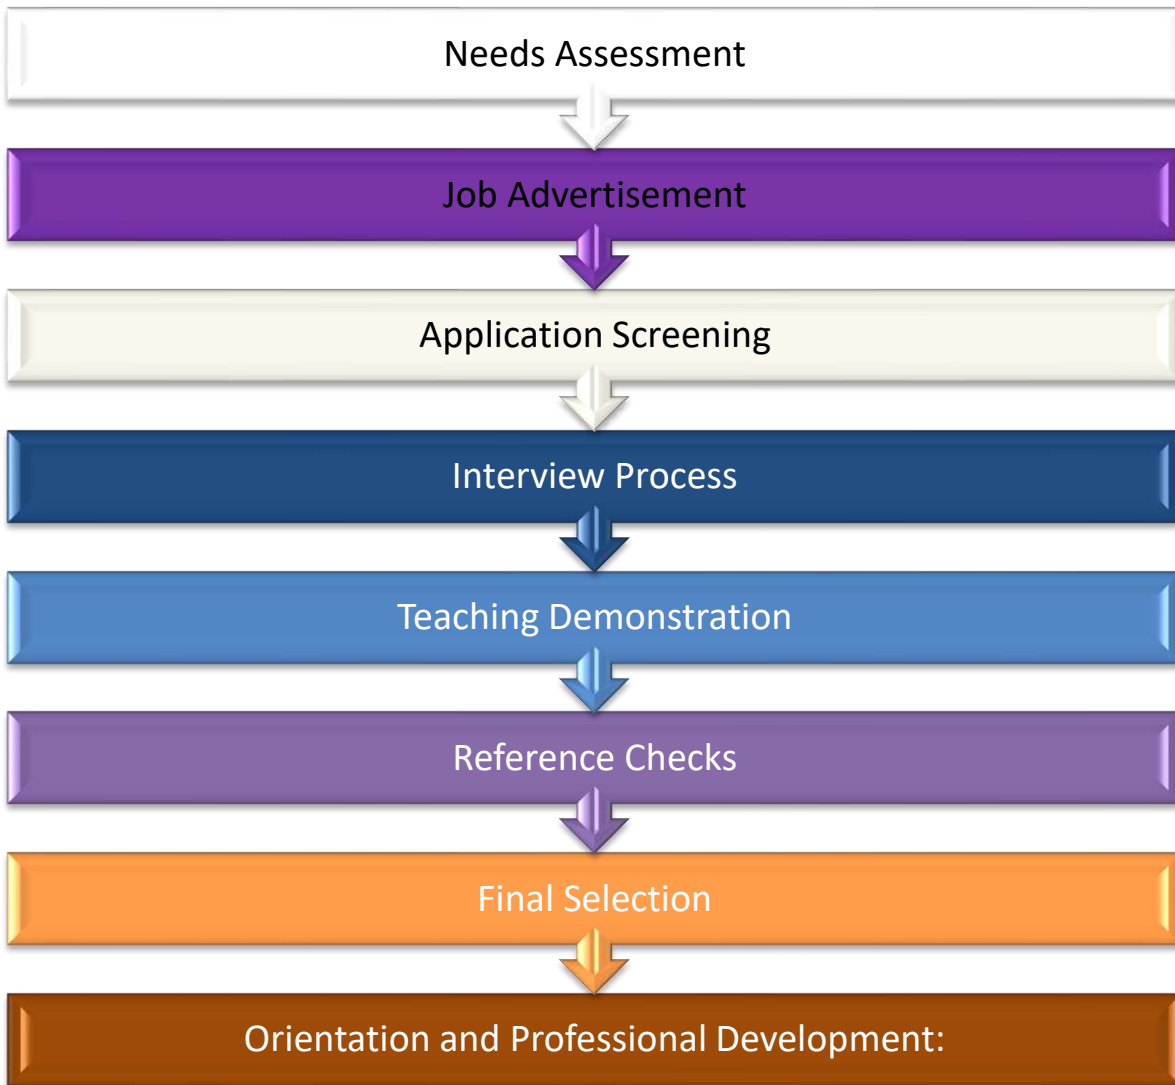 Needs Assessment
Job Advertisement
Application Screening
Interview Process
Teaching Demonstration
Reference Checks
Final Selection
Orientation and Professional Development: